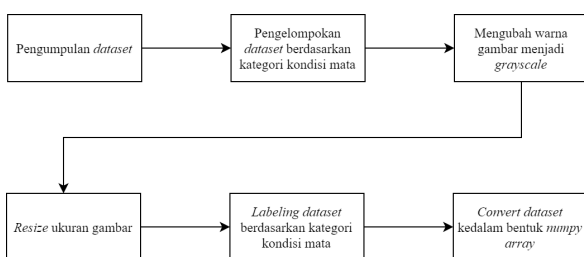 Pengumpulan dataset
Pengelompokan
dataset berdasarkan
kategori kondisi mata
Mengubah warna
gambar menjadi
grayscale
Resize ukuran gambar
Labeling dataset
berdasarkan kategori
kondisi mata
Convert dataset
kedalam bentuk numpy
array